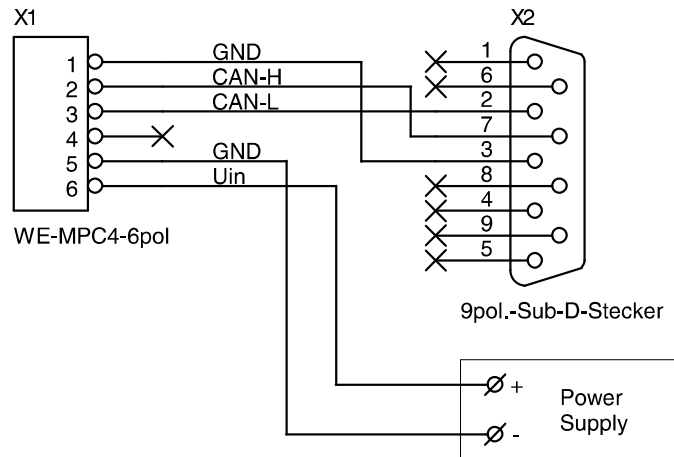 X1
1
2
3
4
5
6
WE-MPC4-6pol
GND
CAN-H
CAN-L
GND
Uin
X2
1
6
2
7
3
8
4
9
5
9pol.-Sub-D-Stecker
+
-
Power
Supply